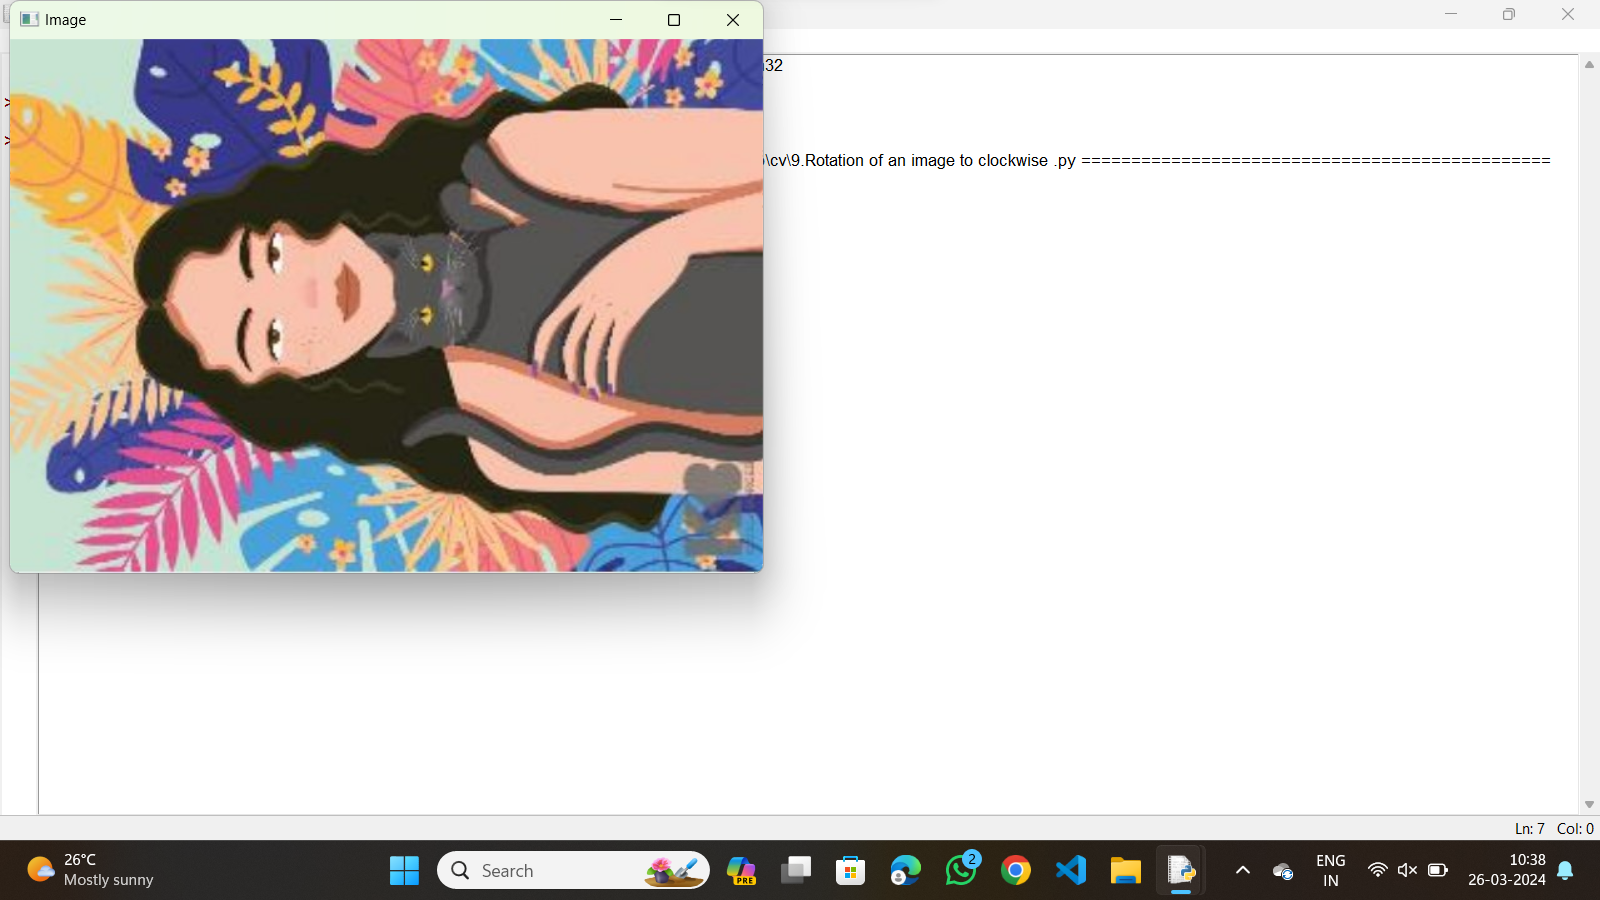 Image
32
\cv\9.Rotation of an image to clockwise .py ===============================================
Ln: 7 Col: 0
26°C
Mostly sunny
Search
PRE
2
ENG
IN
10:38
26-03-2024